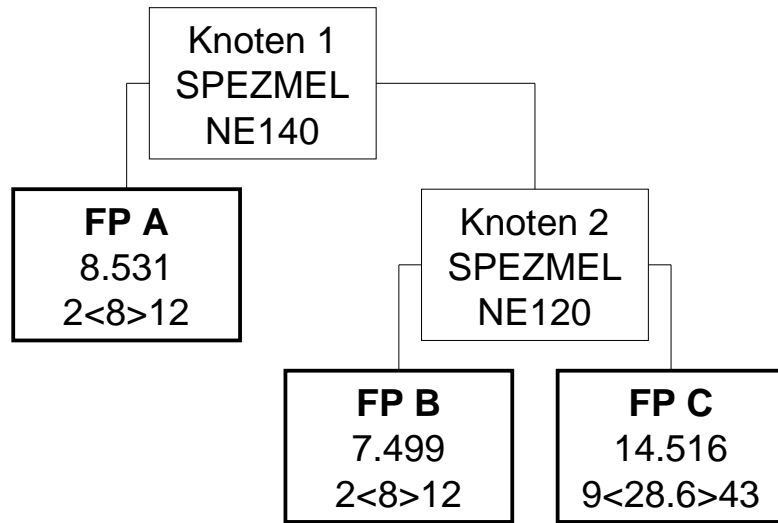 Knoten 1
SPEZMEL
NE140
FP A
8.531
2<8>12
Knoten 2
SPEZMEL
NE120
FP B
7.499
2<8>12
FP C
14.516
9<28.6>43